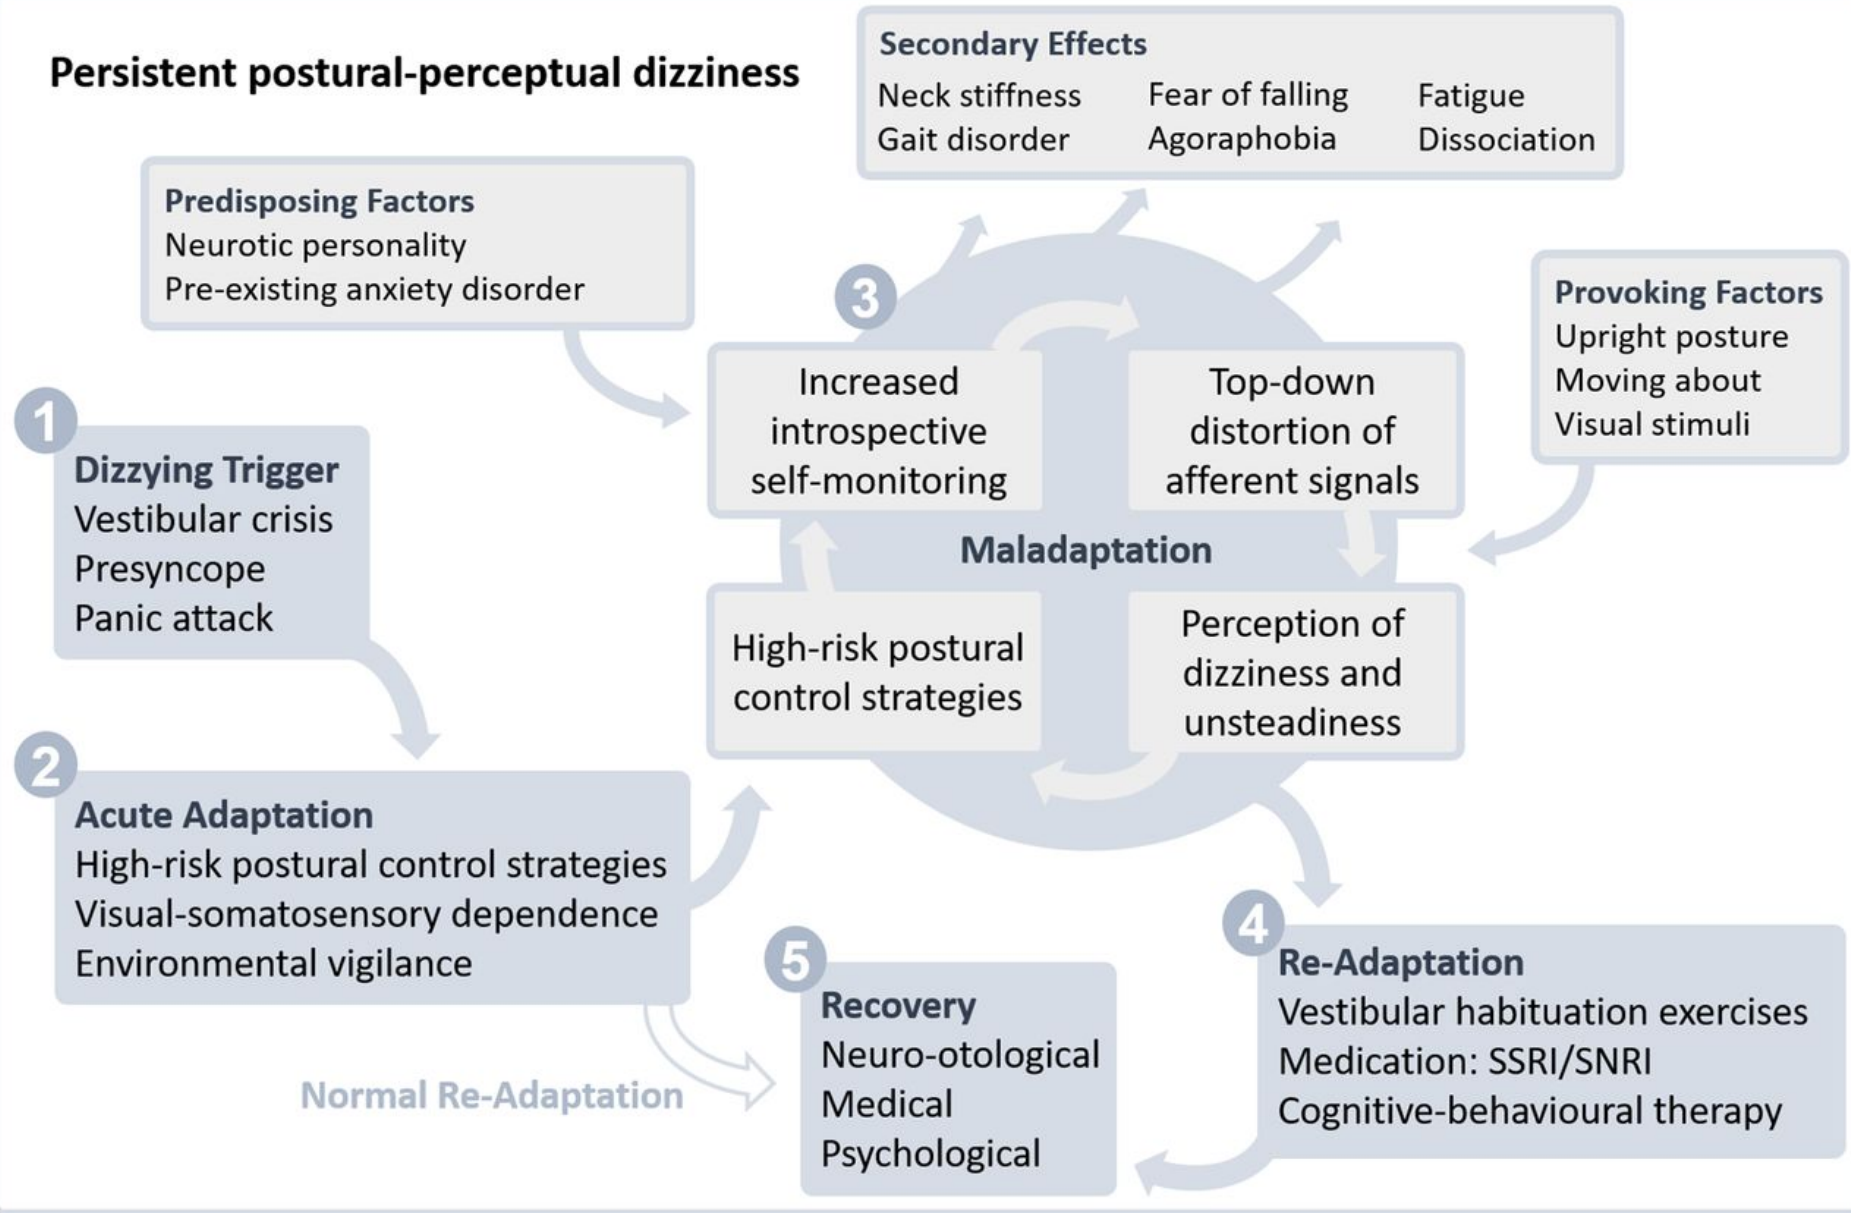 Persistent postural-perceptual dizziness
Secondary Effects
Neck stiffness Fear of falling Fatigue
Gait disorder Agoraphobia Dissociation
Predisposing Factors
Neurotic personality
Pre-existing anxiety disorder
Provoking Factors
Upright posture
Moving about
Visual stimuli
1
Dizzying Trigger
Vestibular crisis
Presyncope
Panic attack
2
Acute Adaptation
High-risk postural control strategies
Visual-somatosensory dependence
Environmental vigilance
Normal Re-Adaptation
3
Increased
introspective
self-monitoring
Top-down
distortion of
afferent signals
Maladaptation
High-risk postural
control strategies
Perception of
dizziness and
unsteadiness
4
Re-Adaptation
Vestibular habituation exercises
Medication: SSRI/SNRI
Cognitive-behavioural therapy
5
Recovery
Neuro-otological
Medical
Psychological